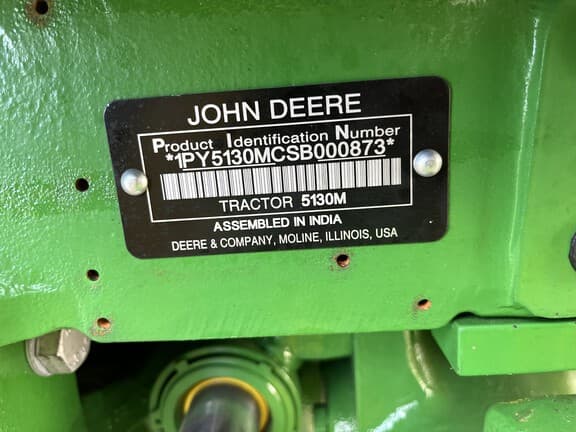 JOHN DEERE
Product Identification Number
*1PY5130MCSB000873*
TRACTOR 5130M
ASSEMBLED IN INDIA
DEERE & COMPANY, MOLINE, ILLINOIS, USA